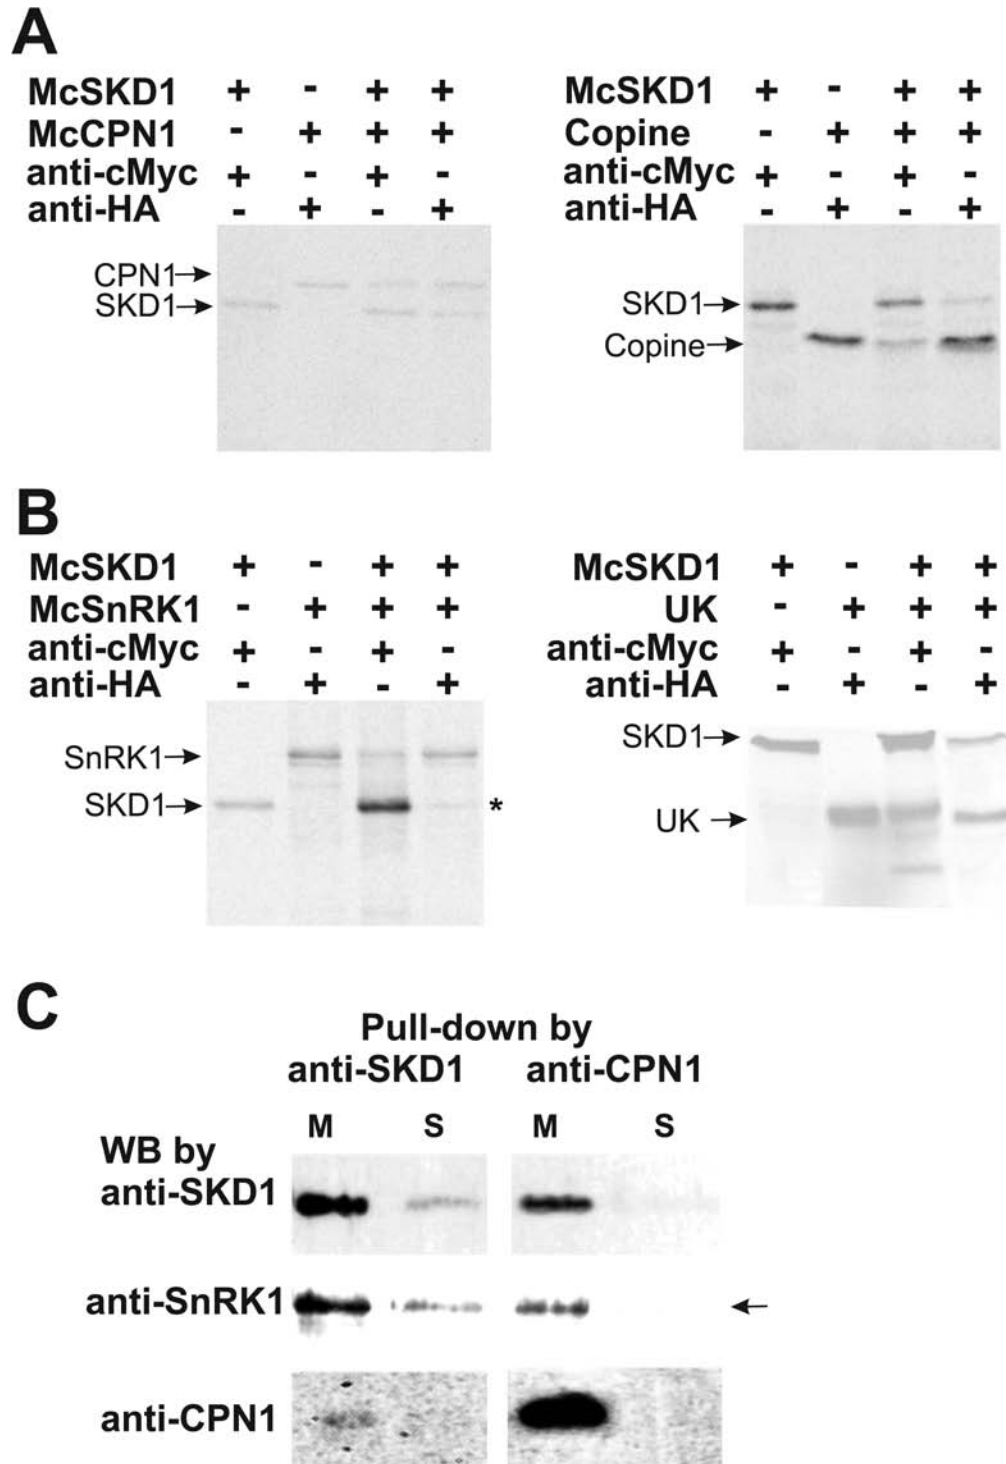 A
McSKD1 + - + +
McCPN1 - + + +
anti-cMyc + - + -
anti-HA - + - +
CPN1
SKD1
McSKD1 + - + +
Copine - + + +
anti-cMyc + - + -
anti-HA - + - +
SKD1
Copine
B
McSKD1 + - + +
McSnRK1 - + + +
anti-cMyc + - + -
anti-HA - + - +
SnRK1
SKD1 *
McSKD1 + - + +
UK - + + +
anti-cMyc + - + -
anti-HA - + - +
SKD1
UK
C
Pull-down by
anti-SKD1 anti-CPN1
M S M S
WB by
anti-SKD1
anti-SnRK1
anti-CPN1